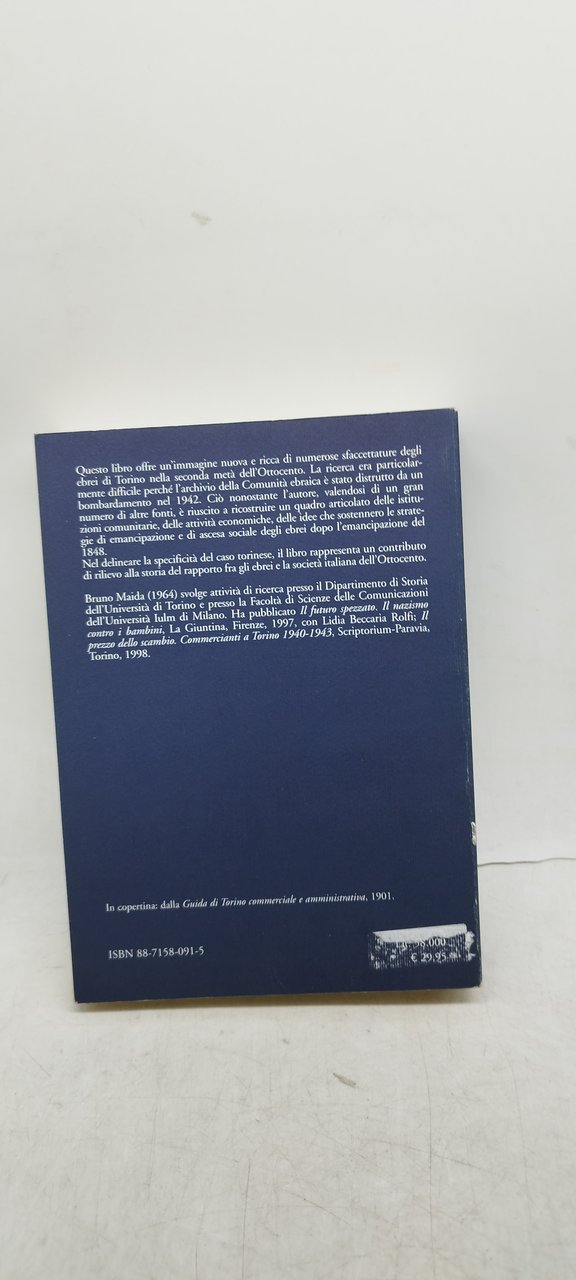 Questo libro offre un'immagine nuova e ricca di numerose sfaccettature degli
ebrei di Torino nella seconda metà dell'Ottocento. La ricerca era particolar-
mente difficile perché l'archivio della Comunità ebraica è stato distrutto da un
bombardamento nel 1942. Ciò nonostante l'autore, valendosi di un gran
numero di altre fonti, è riuscito a ricostruire un quadro articolato delle istitu-
zioni comunitarie, delle attività economiche, delle idee che sostennero le strate-
gie di emancipazione e di ascesa sociale degli ebrei dopo l'emancipazione del
1848.
Nel delineare la specificità del caso torinese, il libro rappresenta un contributo
di rilievo alla storia del rapporto fra gli ebrei e la società italiana dell'Ottocento.
Bruno Maida (1964) svolge attività di ricerca presso il Dipartimento di Storia
dell'Università di Torino e presso la Facoltà di Scienze delle Comunicazioni
dell'Università Iulm di Milano. Ha pubblicato Il futuro spezzato. Il nazismo
contro i bambini, La Giuntina, Firenze, 1997, con Lidia Beccaria Rolfi; Il
prezzo dello scambio. Commercianti a Torino 1940-1943, Scriptorium-Paravia,
Torino, 1998.
In copertina: dalla Guida di Torino commerciale e amministrativa, 1901.
ISBN 88-7158-091-5
€ 29,95